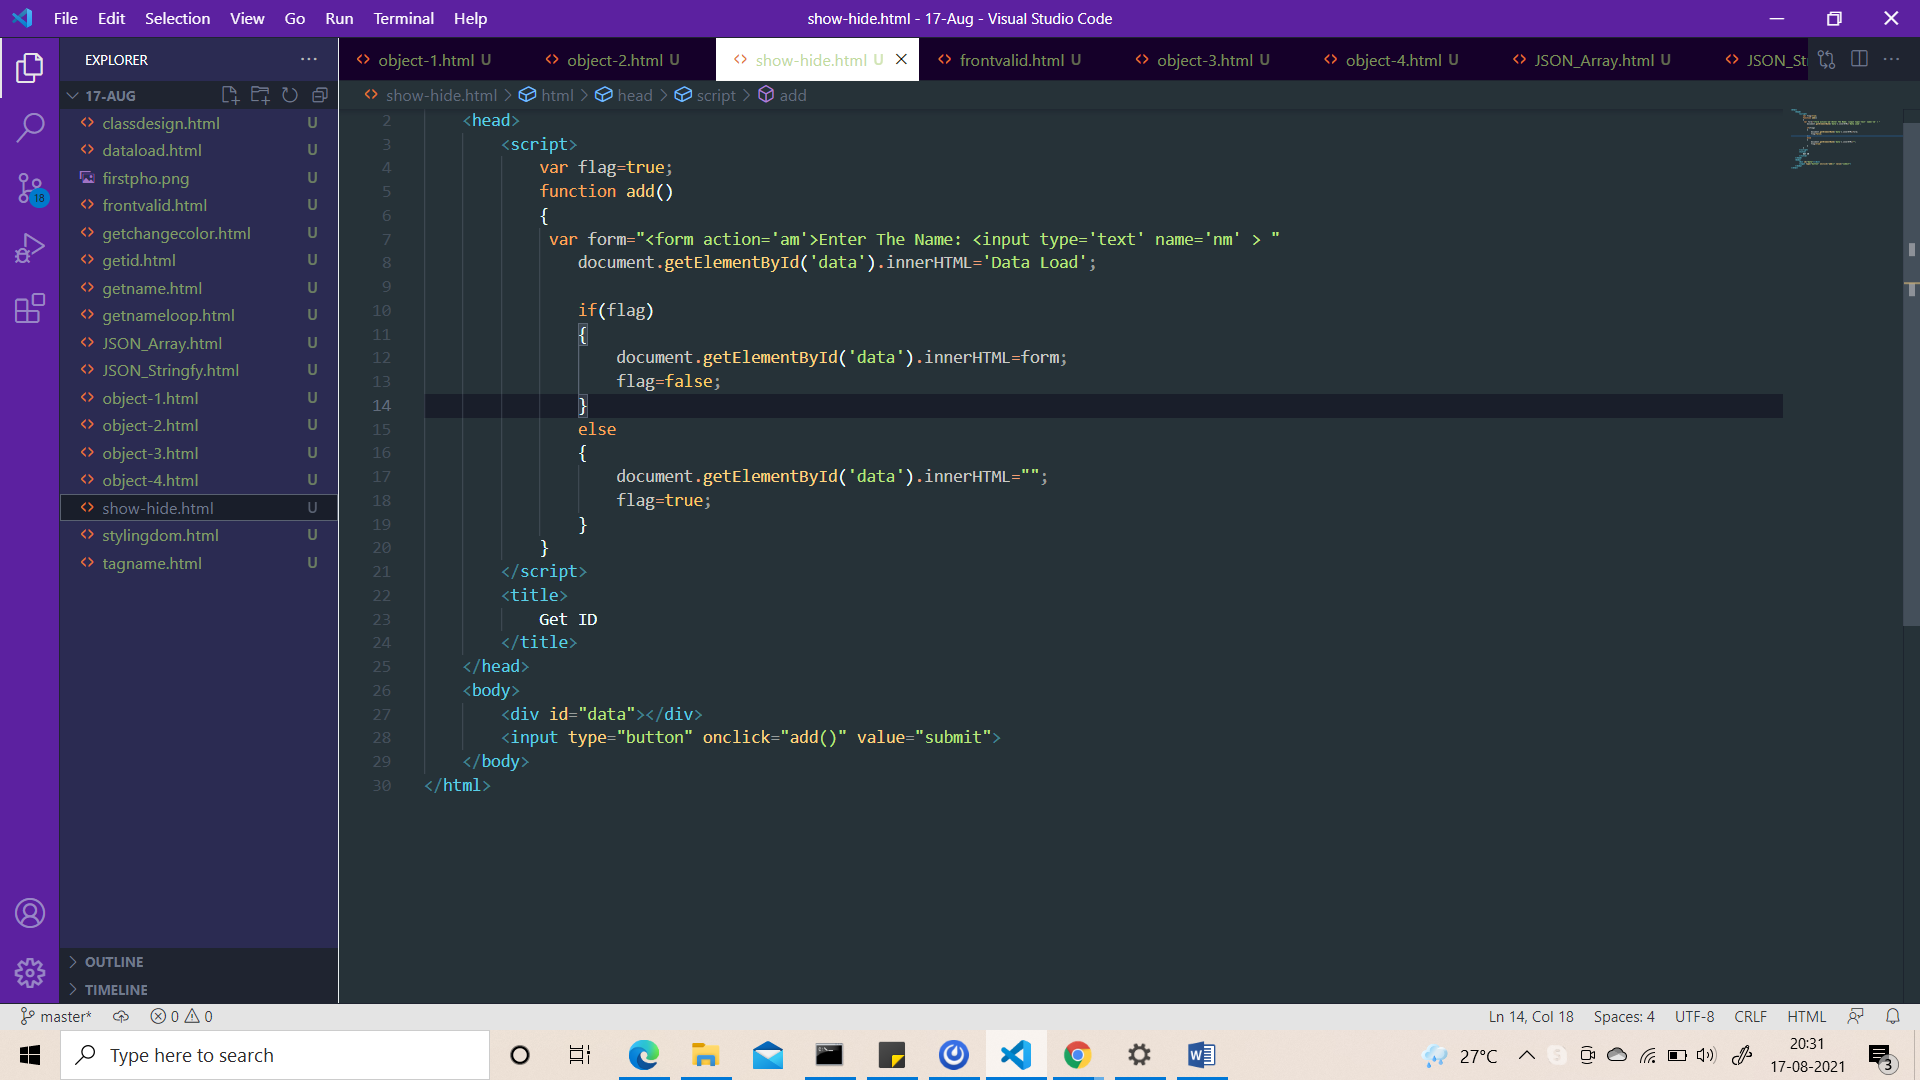 File Edit Selection View Go Run Terminal Help
show-hide.html - 17-Aug - Visual Studio Code
EXPLORER
object-1.html U
object-2.html U
show-hide.html U
frontvalid.html U
object-3.html U
object-4.html U
JSON_Array.html U
JSON_St
17-AUG
show-hide.html > html > head > script > add
classdesign.html U
dataload.html U
firstpho.png U
frontvalid.html U
getchangecolor.html U
getid.html U
getname.html U
getnameloop.html U
JSON_Array.html U
JSON_Stringfy.html U
object-1.html U
object-2.html U
object-3.html U
object-4.html U
show-hide.html U
stylingdom.html U
tagname.html U
18
OUTLINE
TIMELINE
2 <head>
3 <script>
4 var flag=true;
5 function add()
6 {
7 var form="<form action='am'>Enter The Name: <input type='text' name='nm' > "
8 document.getElementById('data').innerHTML='Data Load';
9
10 if(flag)
11 {
12 document.getElementById('data').innerHTML=form;
13 flag=false;
14 }
15 else
16 {
17 document.getElementById('data').innerHTML="";
18 flag=true;
19 }
20 }
21 </script>
22 <title>
23 Get ID
24 </title>
25 </head>
26 <body>
27 <div id="data"></div>
28 <input type="button" onclick="add()" value="submit">
29 </body>
30 </html>
master* 0 0
Ln 14, Col 18 Spaces: 4 UTF-8 CRLF HTML
Type here to search
27°C
20:31
17-08-2021
3